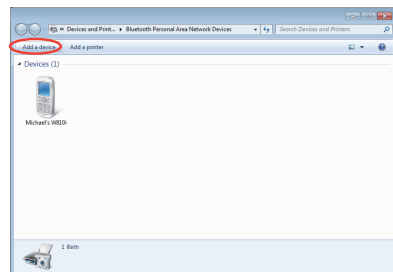 « Devices and Print... ▸ Bluetooth Personal Area Network Devices
Search Devices and Printers
Add a device
Add a printer
Devices (1)
Michael's W810i
1 item